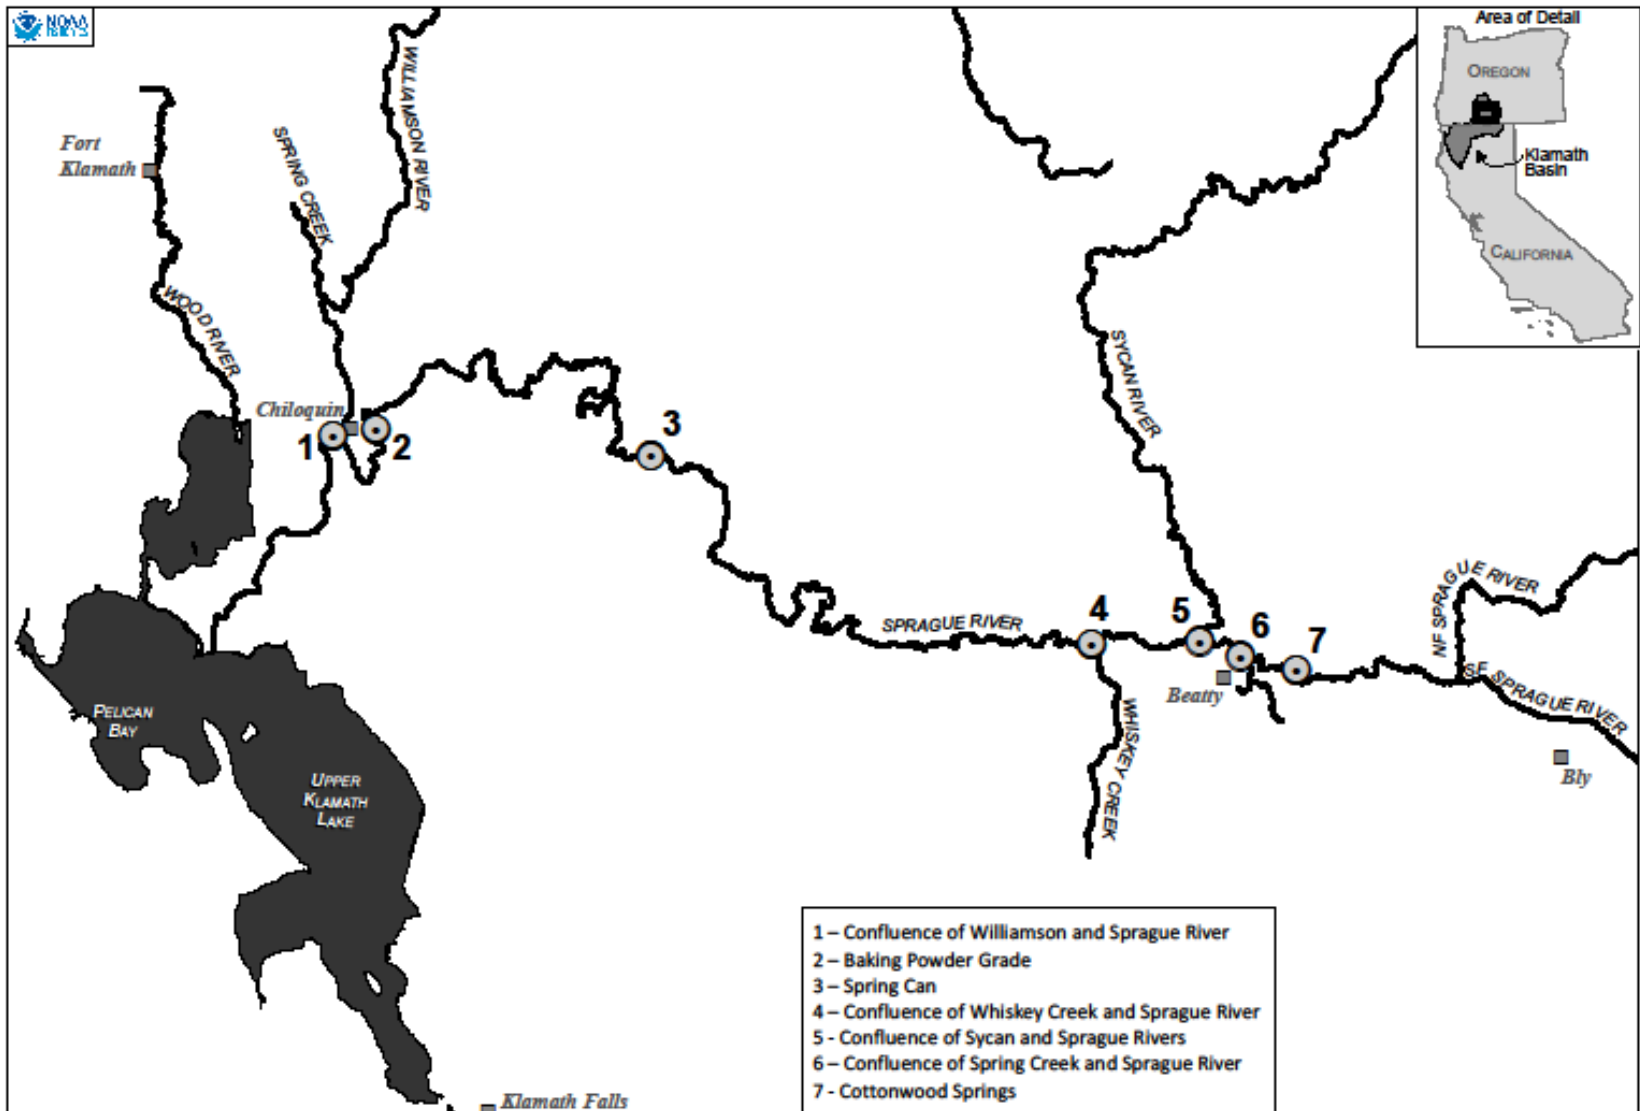 NOAA
Area of Detail
OREGON
Klamath
Basin
CALIFORNIA
Fort
Klamath
WILLIAMSON RIVER
SPRING CREEK
WOOD RIVER
Chiloquin
1
2
3
SYCAN RIVER
SPRAGUE RIVER
4
5
6
7
NF SPRAGUE RIVER
SF SPRAGUE RIVER
Beatty
WHISKEY CREEK
Bly
PELICAN
BAY
UPPER
KLAMATH
LAKE
Klamath Falls
1 – Confluence of Williamson and Sprague River
2 – Baking Powder Grade
3 – Spring Can
4 – Confluence of Whiskey Creek and Sprague River
5 - Confluence of Sycan and Sprague Rivers
6 – Confluence of Spring Creek and Sprague River
7 - Cottonwood Springs